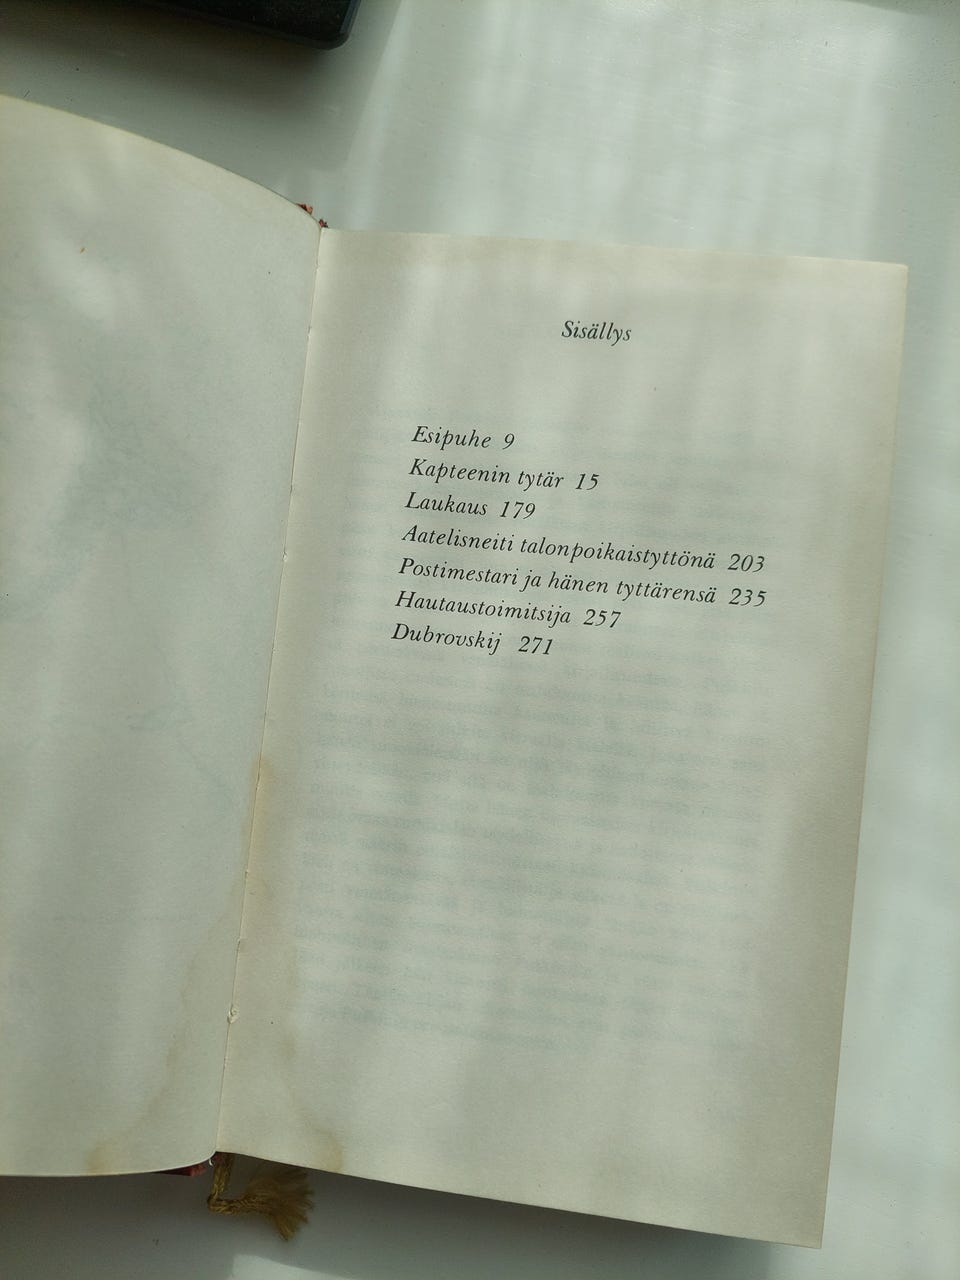 Sisällys
Esipuhe 9
Kapteenin tytär 15
Laukaus 179
Aatelisneiti talonpoikaistyttönä 203
Postimestari ja hänen tyttärensä 235
Hautaustoimitsija 257
Dubrovskij 271